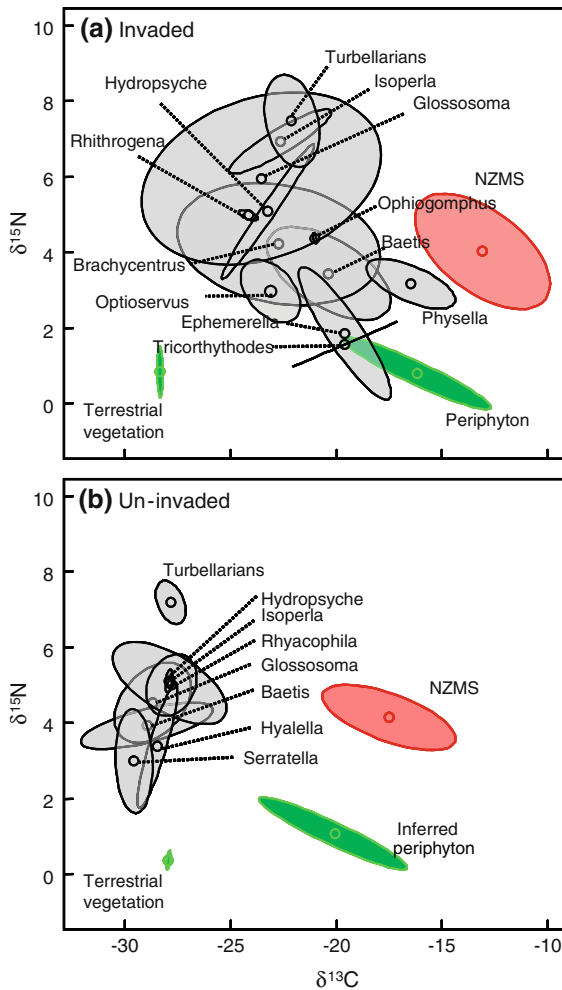 (a) Invaded
Turbellarians
Hydropsyche
Isoperla
Glossosoma
Rhithrogena
NZMS
Ophiogomphus
Baetis
Brachycentrus
Optioservus
Physella
Ephemerella
Tricorthythodes
Terrestrial
vegetation
Periphyton
δ15N
10
8
6
4
2
0
(b) Un-invaded
Turbellarians
Hydropsyche
Isoperla
Rhyacophila
Glossosoma
Baetis
NZMS
Hyalella
Serratella
Inferred
periphyton
Terrestrial
vegetation
δ15N
10
8
6
4
2
0
-30
-25
-20
-15
-10
δ13C